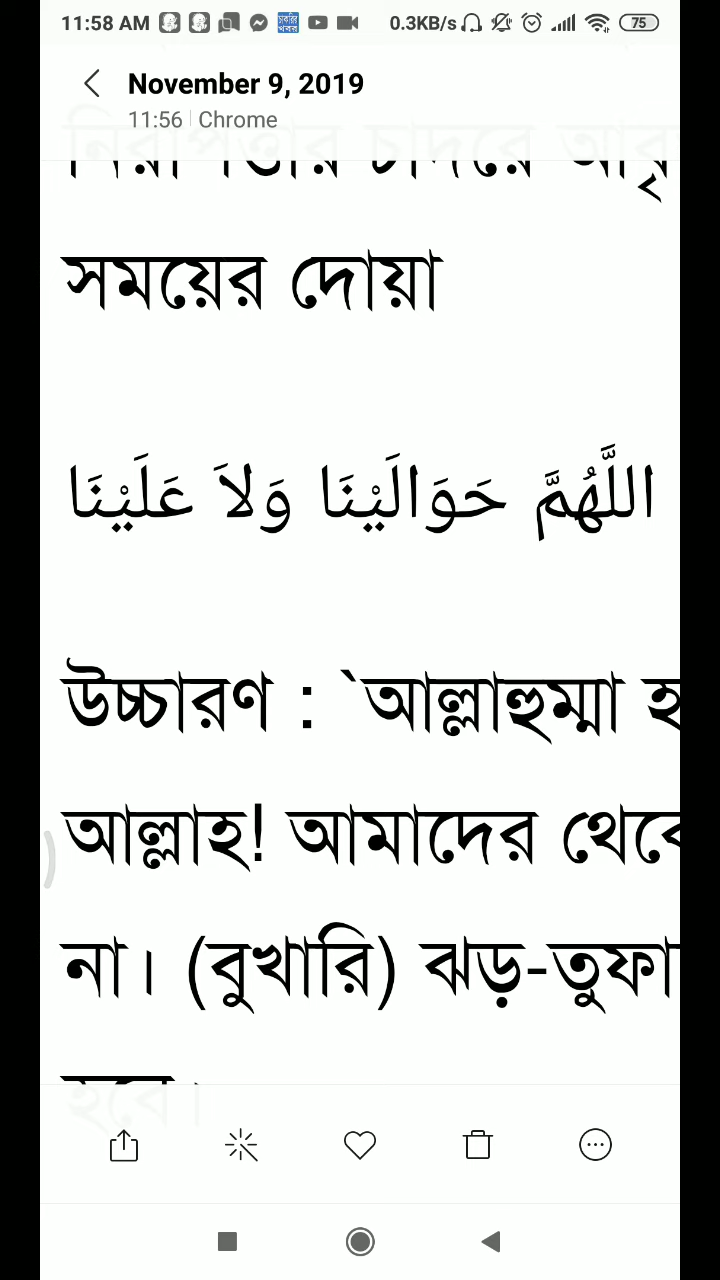 11:58 AM 0.3KB/s 75
November 9, 2019
11:56 | Chrome
সময়ের দোয়া
اللَّهُمَّ حَوَالَيْنَا وَلاَ عَلَيْنَا
উচ্চারণ : `আল্লাহুম্মা
আল্লাহ! আমাদের
না। (বুখারি) ঝড়-তুফা